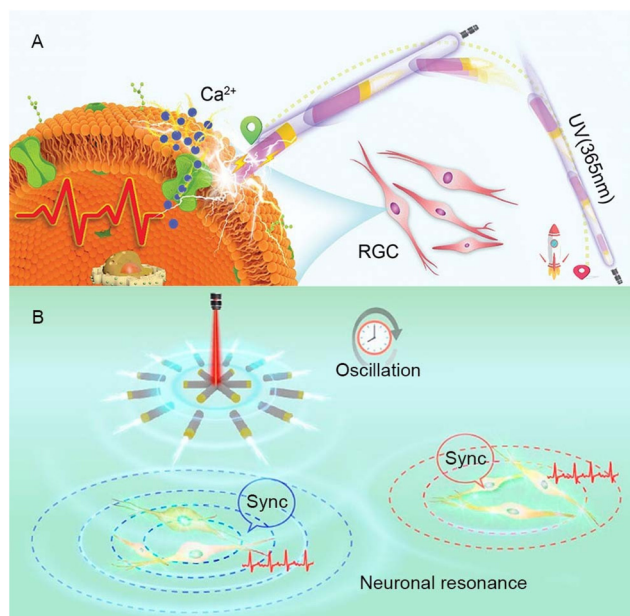 A
Ca²⁺
UV(365nm)
RGC
B
Oscillation
Sync
Sync
Neuronal resonance